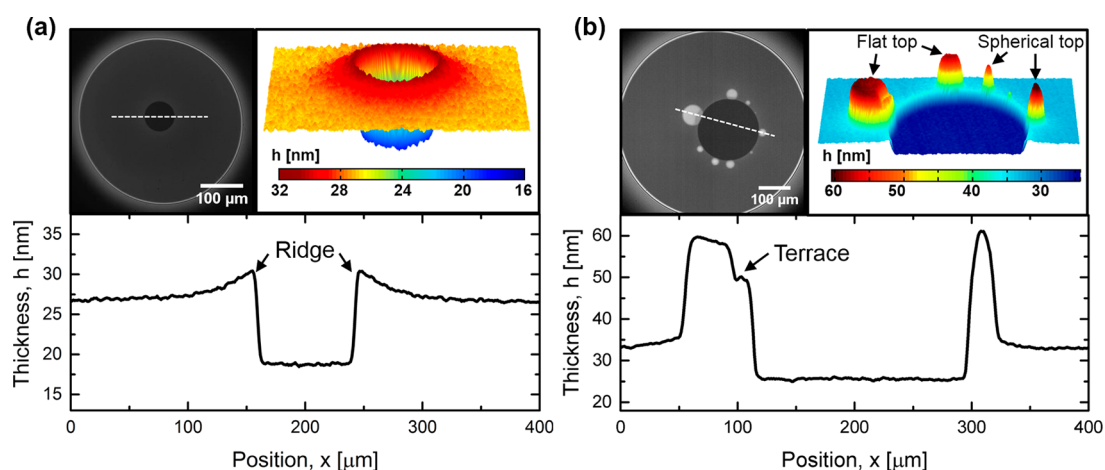 (a)
100 µm
h [nm]
32 28 24 20 16
35
30
25
20
15
Thickness, h [nm]
Ridge
0 100 200 300 400
Position, x [µm]
(b)
100 µm
Flat top
Spherical top
h [nm]
60 50 40 30
60
50
40
30
20
Thickness, h [nm]
Terrace
0 100 200 300 400
Position, x [µm]